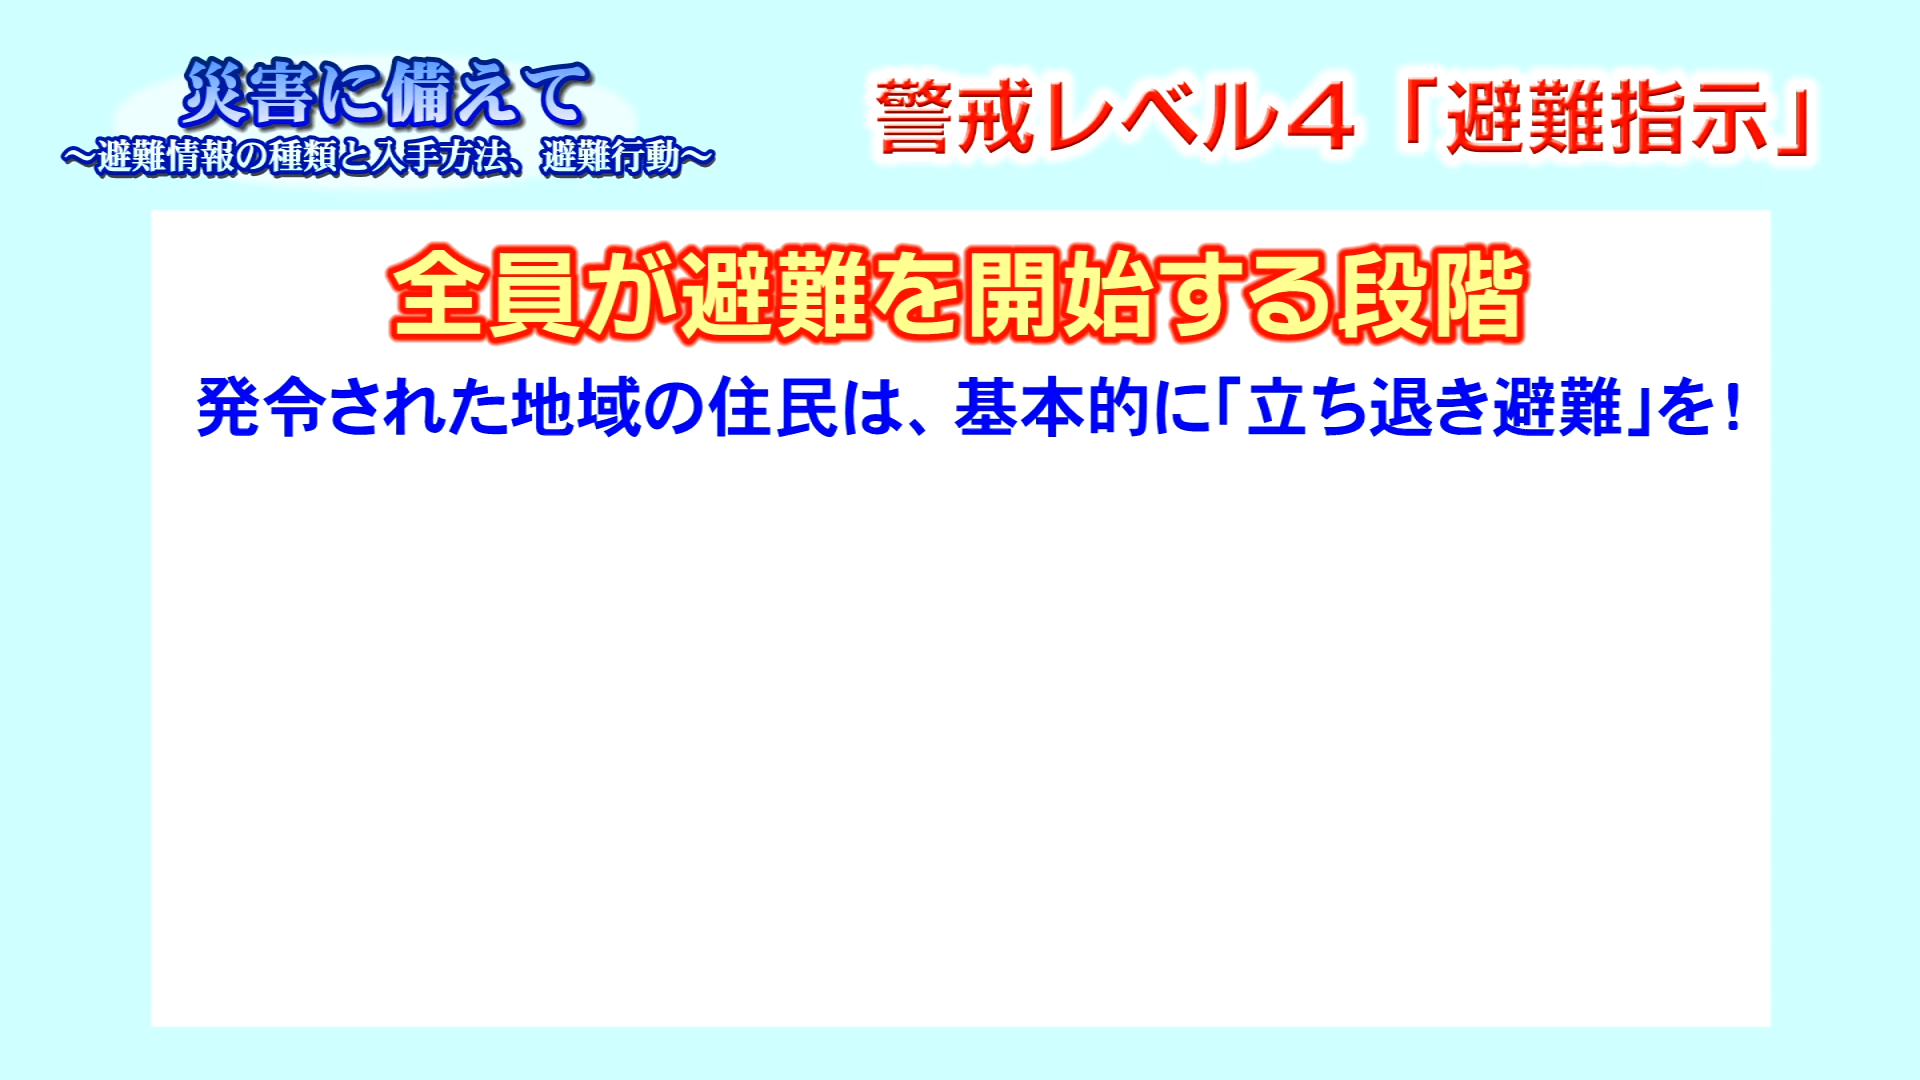 災害に備えて
～避難情報の種類と入手方法、避難行動～
警戒レベル4「避難指示」
全員が避難を開始する段階
発令された地域の住民は、基本的に「立ち退き避難」を！